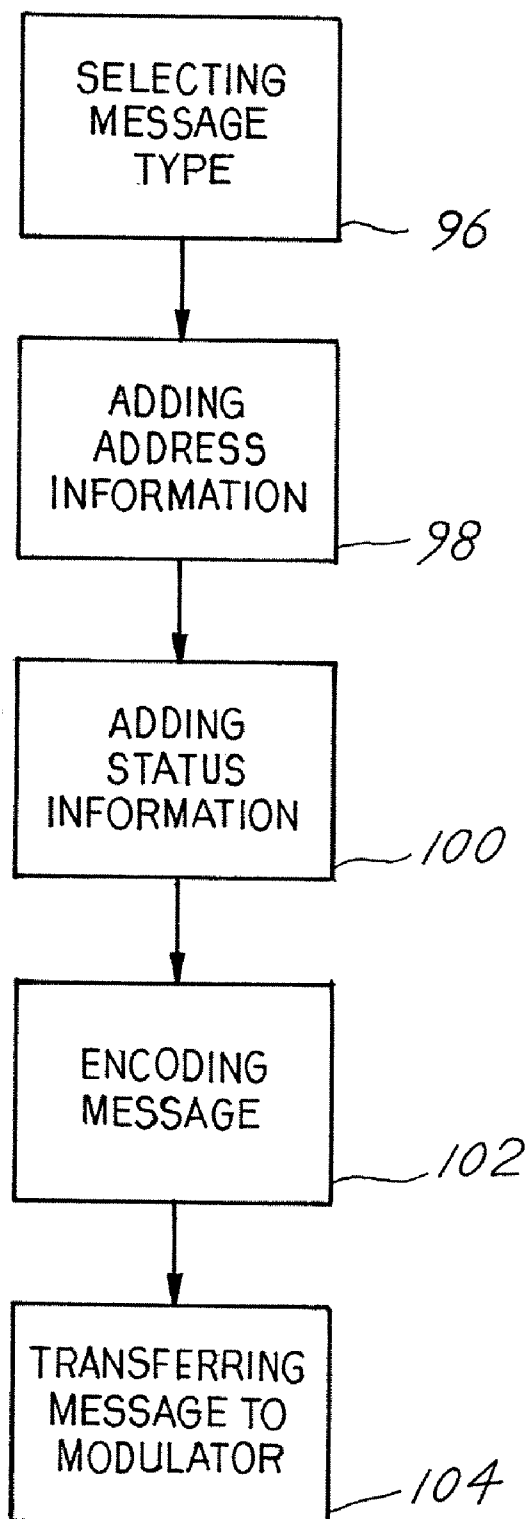 SELECTING
MESSAGE
TYPE
96
ADDING
ADDRESS
INFORMATION
98
ADDING
STATUS
INFORMATION
100
ENCODING
MESSAGE
102
TRANSFERRING
MESSAGE TO
MODULATOR
104